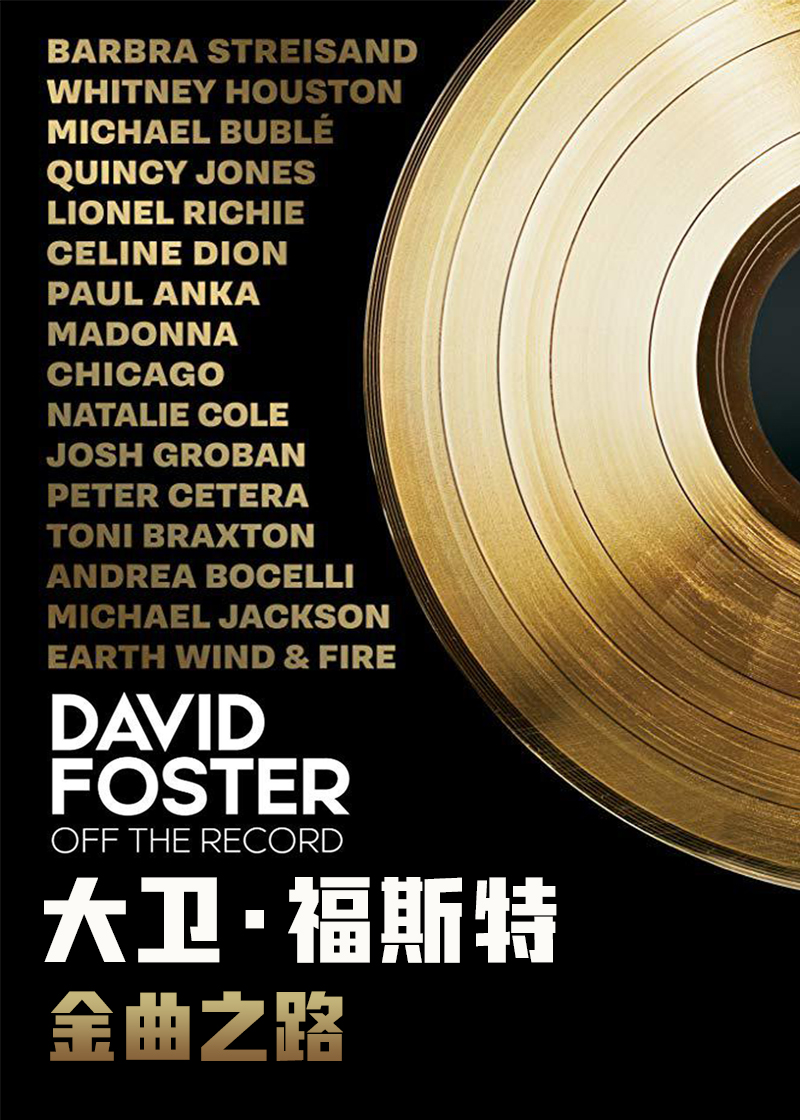 BARBRA STREISAND
WHITNEY HOUSTON
MICHAEL BUBLÉ
QUINCY JONES
LIONEL RICHIE
CELINE DION
PAUL ANKA
MADONNA
CHICAGO
NATALIE COLE
JOSH GROBAN
PETER CETERA
TONI BRAXTON
ANDREA BOCELLI
MICHAEL JACKSON
EARTH WIND & FIRE
DAVID
FOSTER
OFF THE RECORD
大卫·福斯特
金曲之路